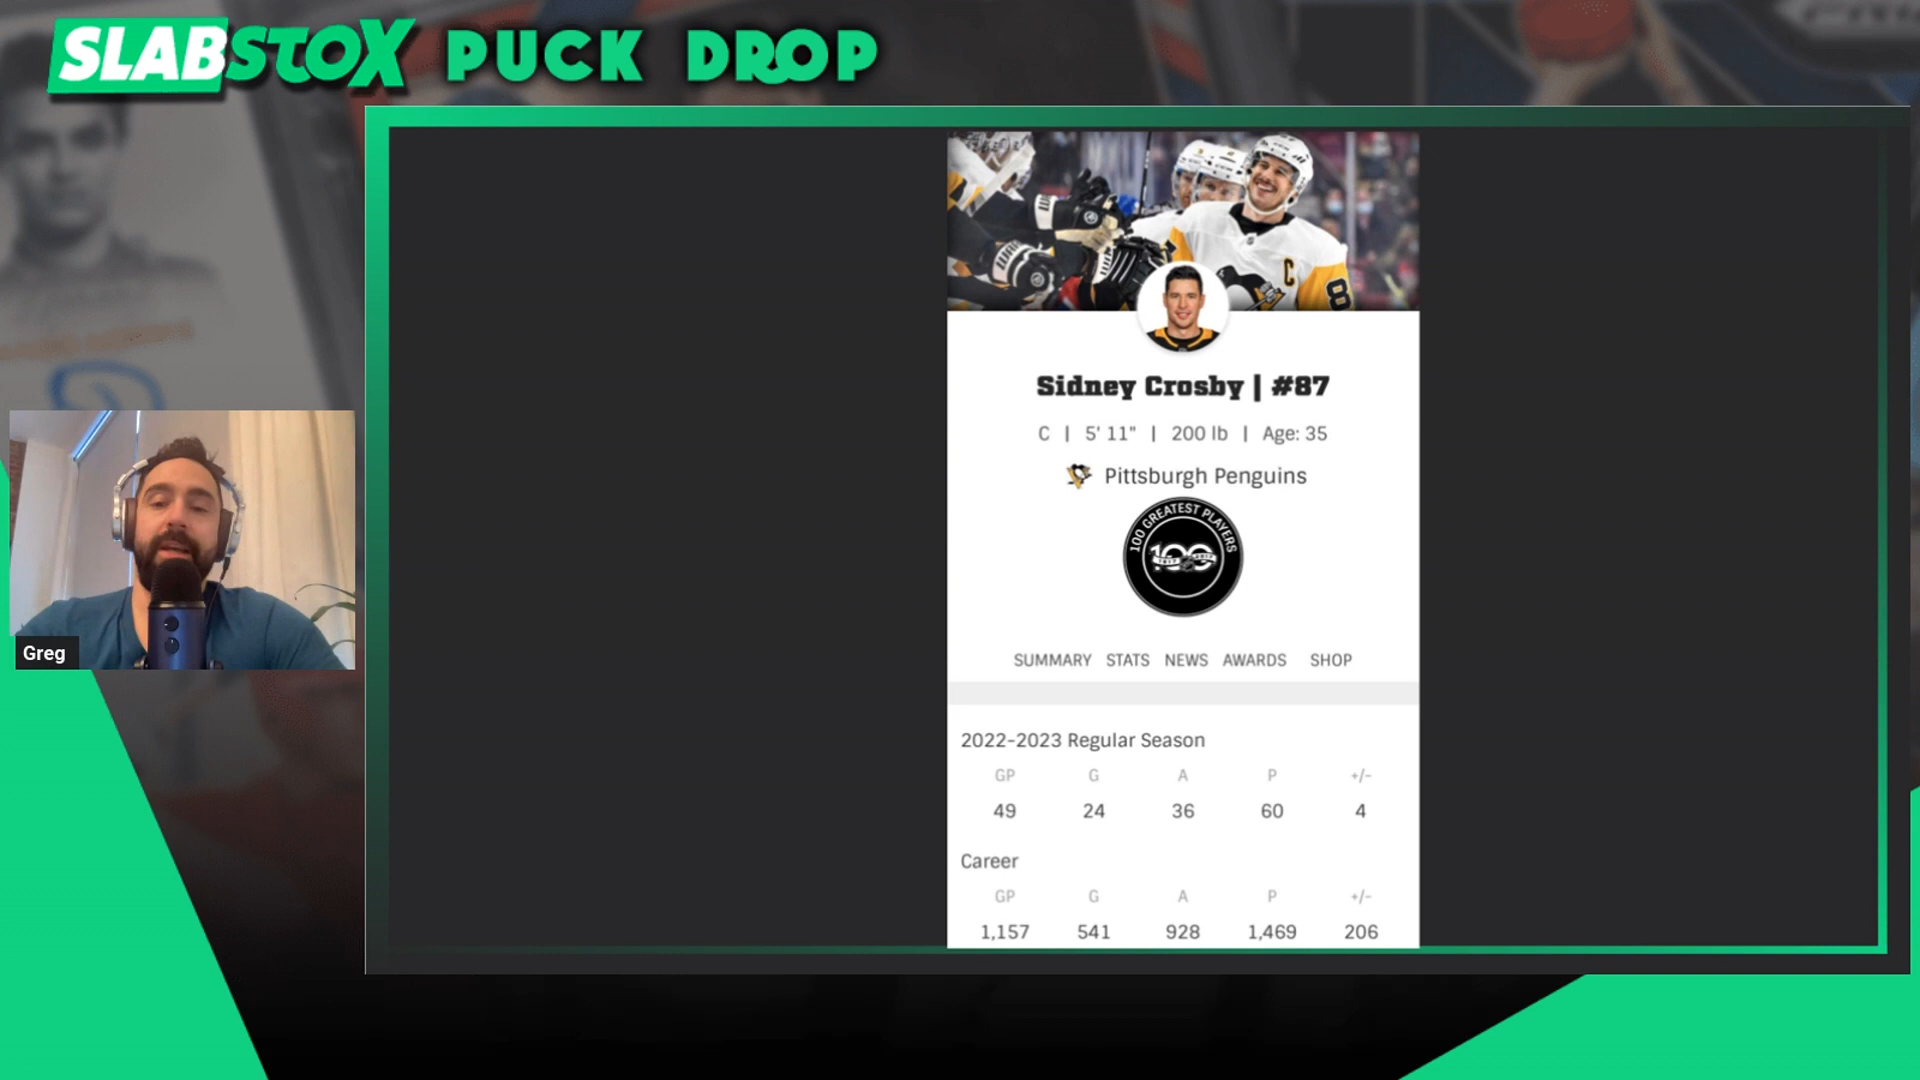 SLABSTOX PUCK DROP
C
8
Sidney Crosby | #87
C | 5' 11" | 200 lb | Age: 35
Pittsburgh Penguins
100 GREATEST PLAYERS
100
SUMMARY STATS NEWS AWARDS SHOP
2022-2023 Regular Season
GP G A P +/-
49 24 36 60 4
Career
GP G A P +/-
1,157 541 928 1,469 206
Greg